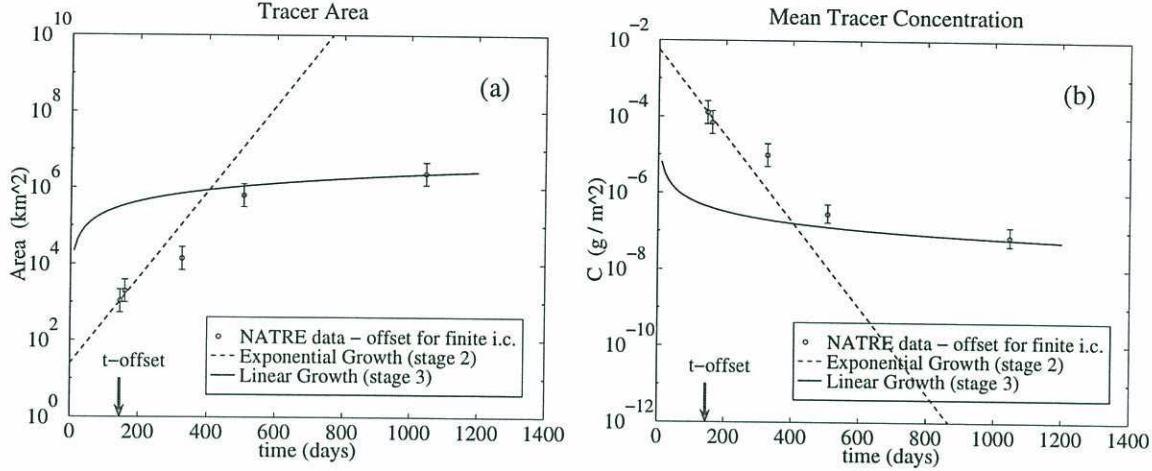 Tracer Area
10^10
10^8
10^6
10^4
10^2
10^0
Area (km^2)
(a)
t−offset
NATRE data − offset for finite i.c.
Exponential Growth (stage 2)
Linear Growth (stage 3)
0 200 400 600 800 1000 1200 1400
time (days)
Mean Tracer Concentration
10^−2
10^−4
10^−6
10^−8
10^−10
10^−12
C (g / m^2)
(b)
t−offset
NATRE data − offset for finite i.c.
Exponential Growth (stage 2)
Linear Growth (stage 3)
0 200 400 600 800 1000 1200 1400
time (days)